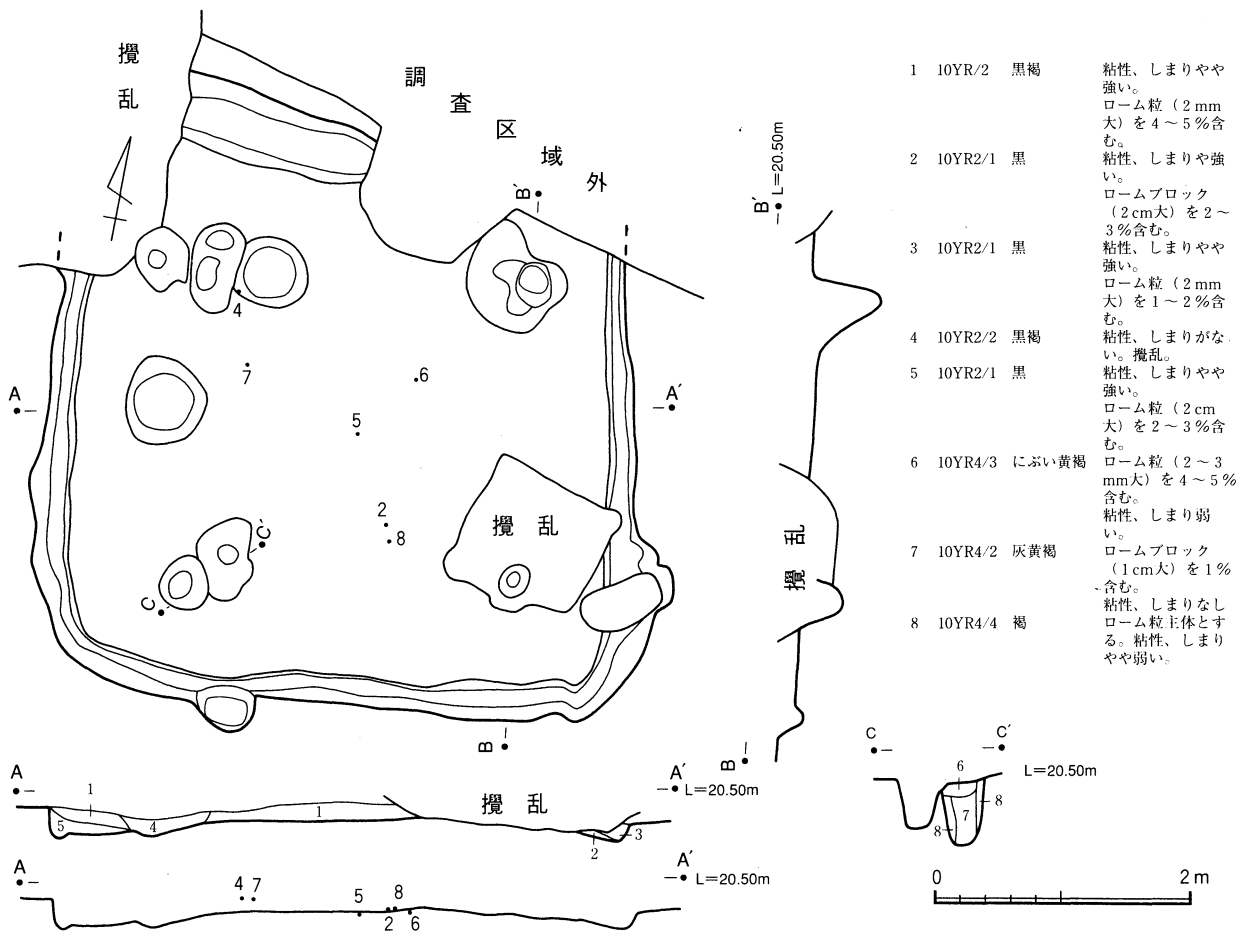 攪乱
調査区域外
B′
B′ L=20.50m
4
7
6
A
A′
5
2
8
攪乱
C′
C
攪乱
B
B
A
A′ L=20.50m
1
1
攪乱
5
4
3
2
A
A′ L=20.50m
4 7
5
8
2 6
C
C′
L=20.50m
6
8
7
8
0
2m
1 10YR/2 黒褐 粘性、しまりやや
強い。
ローム粒（2mm
大）を4～5%含
む。
2 10YR2/1 黒 粘性、しまりや強
い。
ロームブロック
（2cm大）を2～
3%含む。
3 10YR2/1 黒 粘性、しまりやや
強い。
ローム粒（2mm
大）を1～2%含
む。
4 10YR2/2 黒褐 粘性、しまりがな
い。攪乱。
5 10YR2/1 黒 粘性、しまりやや
強い。
ローム粒（2cm
大）を2～3%含
む。
6 10YR4/3 にぶい黄褐 ローム粒（2～3
mm大）を4～5%
含む。
粘性、しまり弱
い。
7 10YR4/2 灰黄褐 ロームブロック
（1cm大）を1%
含む。
粘性、しまりなし
8 10YR4/4 褐 ローム粒主体とす
る。粘性、しまり
やや弱い。